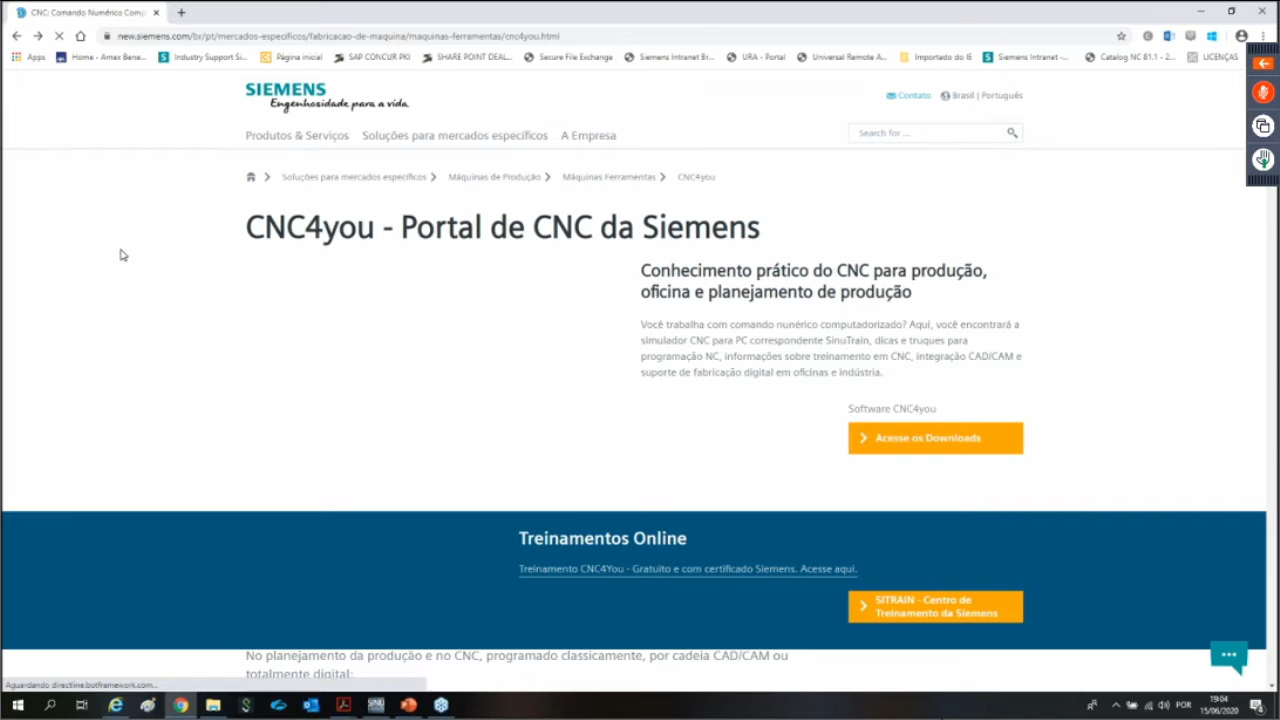 CNC: Comando Numérico Comp
new.siemens.com/br/pt/mercados-especificos/fabricacao-de-maquina/maquinas-ferramentas/cnc4you.html
Apps
Home - Amex Bene...
Industry Support Si...
Página inicial
SAP CONCUR PKI
SHARE POINT DEAL...
Secure File Exchange
Siemens Intranet Br...
URA - Portal
Universal Remote A...
Importado do IE
Siemens Intranet -...
Catalog NC 81.1 - 2...
LICENÇAS
SIEMENS
Engenhosidade para a vida
Contato
Brasil | Português
Produtos & Serviços
Soluções para mercados específicos
A Empresa
Search for ...
Soluções para mercados específicos
Máquinas de Produção
Máquinas Ferramentas
CNC4you
CNC4you - Portal de CNC da Siemens
Conhecimento prático do CNC para produção,
oficina e planejamento de produção
Você trabalha com comando nunérico computadorizado? Aqui, você encontrará a
simulador CNC para PC correspondente SinuTrain, dicas e truques para
programação NC, informações sobre treinamento em CNC, integração CAD/CAM e
suporte de fabricação digital em oficinas e indústria.
Software CNC4you
Acesse os Downloads
Treinamentos Online
Treinamento CNC4You - Gratuito e com certificado Siemens. Acesse aqui.
SITRAIN - Centro de
Treinamento da Siemens
No planejamento da produção e no CNC, programado classicamente, por cadeia CAD/CAM ou
totalmente digital:
Aguardando directline.botframework.com...
POR
19:04
15/06/2020